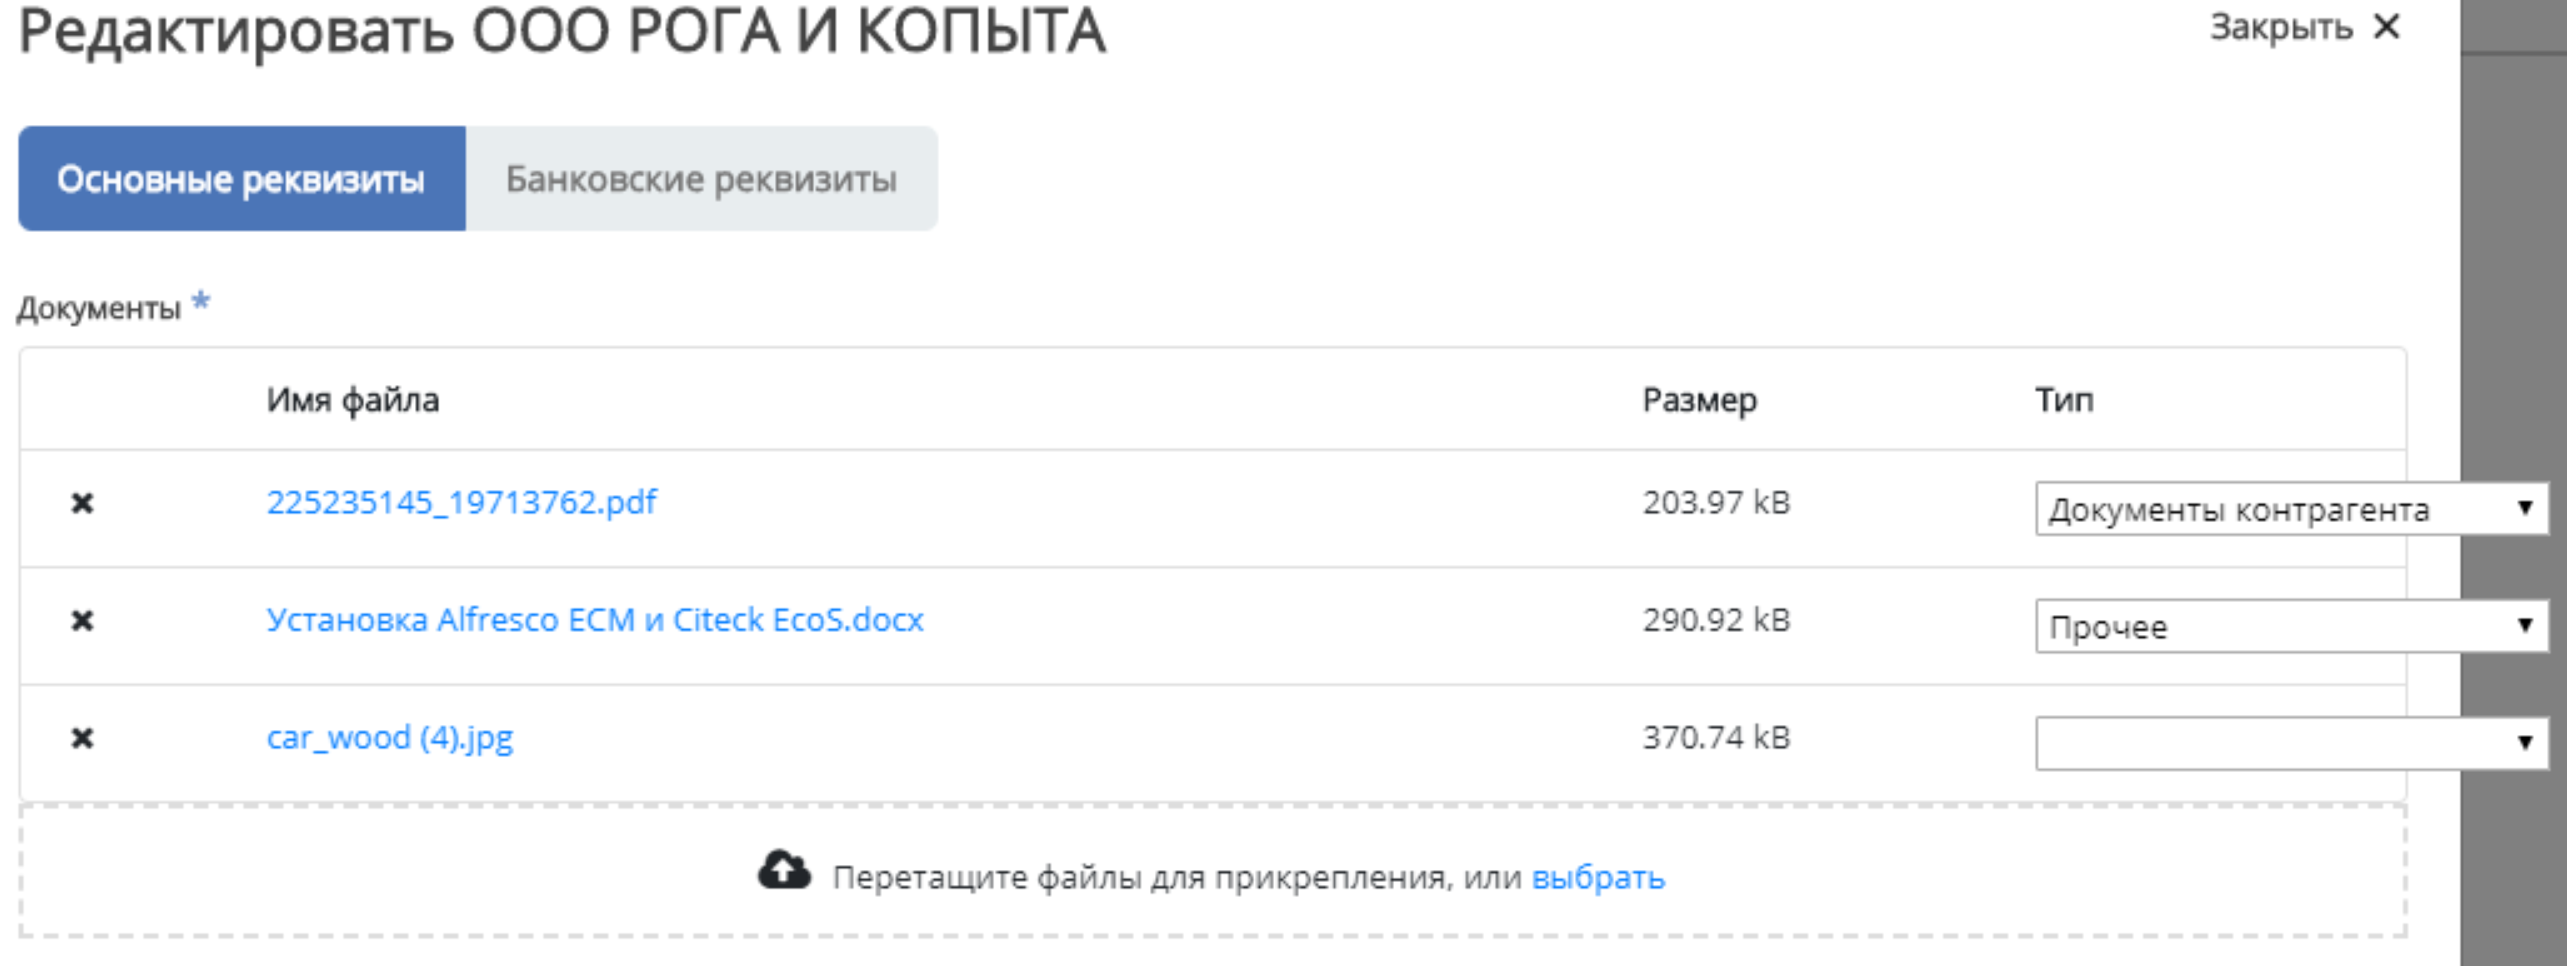 Редактировать ООО РОГА И КОПЫТА
Закрыть ×
Основные реквизиты
Банковские реквизиты
Документы *
Имя файла Размер Тип
225235145_19713762.pdf 203.97 kB Документы контрагента
Установка Alfresco ECM и Citeck EcoS.docx 290.92 kB Прочее
car_wood (4).jpg 370.74 kB
Перетащите файлы для прикрепления, или выбрать